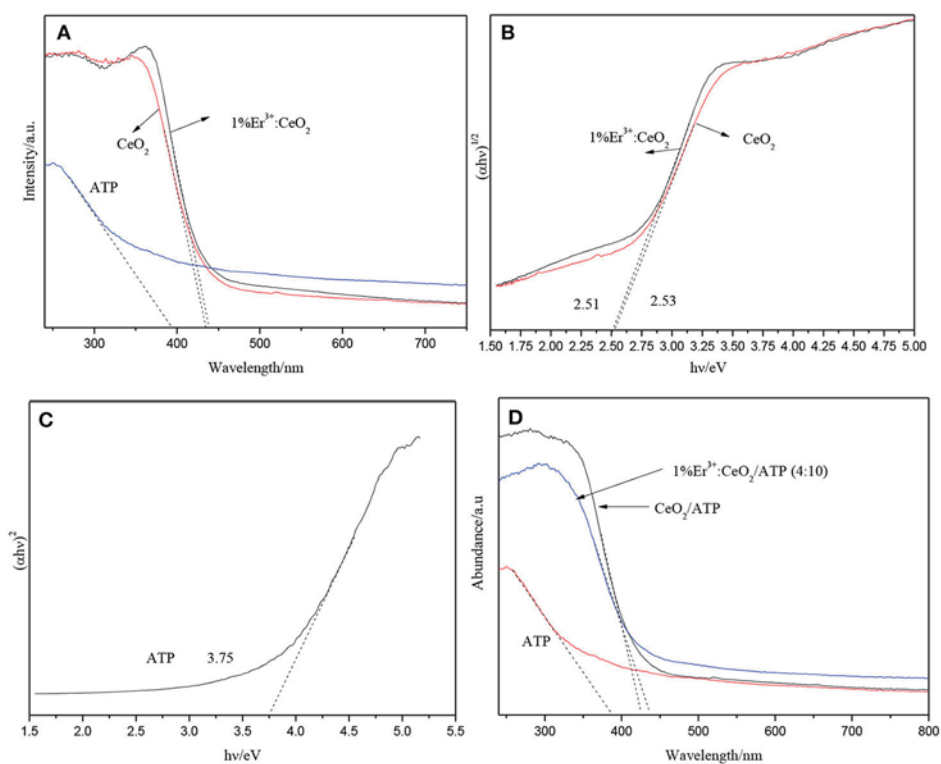 A
1%Er³⁺:CeO₂
CeO₂
ATP
Intensity/a.u.
300 400 500 600 700
Wavelength/nm
B
1%Er³⁺:CeO₂
CeO₂
(αhν)¹/²
2.51 2.53
1.50 1.75 2.00 2.25 2.50 2.75 3.00 3.25 3.50 3.75 4.00 4.25 4.50 4.75 5.00
hν/eV
C
(αhν)²
ATP 3.75
1.5 2.0 2.5 3.0 3.5 4.0 4.5 5.0 5.5
hν/eV
D
1%Er³⁺:CeO₂/ATP (4:10)
CeO₂/ATP
Abundance/a.u
ATP
300 400 500 600 700 800
Wavelength/nm